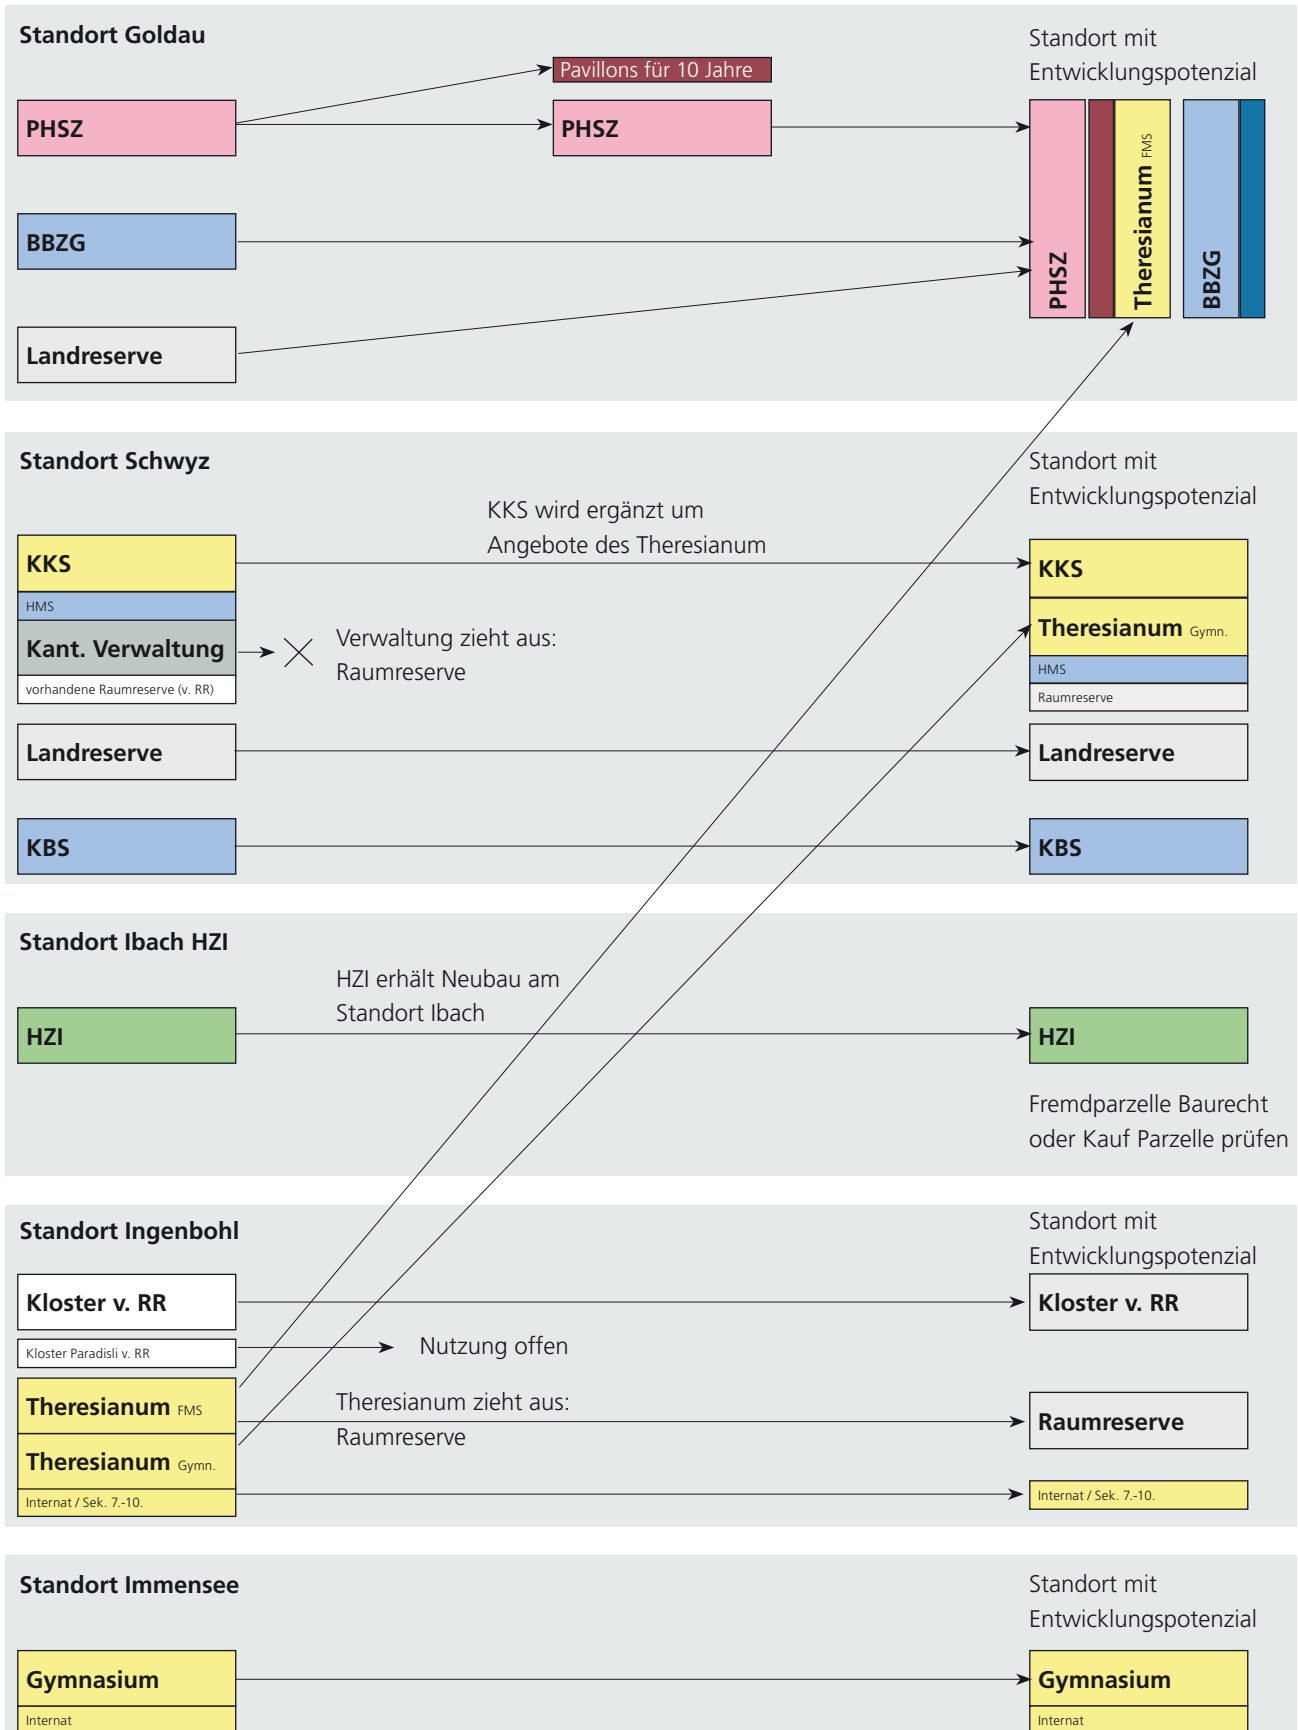 Standort Goldau
Standort mit
Entwicklungspotenzial
Pavillons für 10 Jahre
PHSZ
PHSZ
BBZG
Landreserve
PHSZ
Theresianum FMS
BBZG
Standort Schwyz
Standort mit
Entwicklungspotenzial
KKS wird ergänzt um
Angebote des Theresianum
KKS
HMS
Kant. Verwaltung
vorhandene Raumreserve (v. RR)
Verwaltung zieht aus:
Raumreserve
KKS
Theresianum Gymn.
HMS
Raumreserve
Landreserve
Landreserve
KBS
KBS
Standort Ibach HZI
HZI erhält Neubau am
Standort Ibach
HZI
HZI
Fremdparzelle Baurecht
oder Kauf Parzelle prüfen
Standort Ingenbohl
Standort mit
Entwicklungspotenzial
Kloster v. RR
Kloster v. RR
Kloster Paradisli v. RR
Nutzung offen
Theresianum FMS
Theresianum zieht aus:
Raumreserve
Raumreserve
Theresianum Gymn.
Internat / Sek. 7.-10.
Internat / Sek. 7.-10.
Standort Immensee
Standort mit
Entwicklungspotenzial
Gymnasium
Gymnasium
Internat
Internat